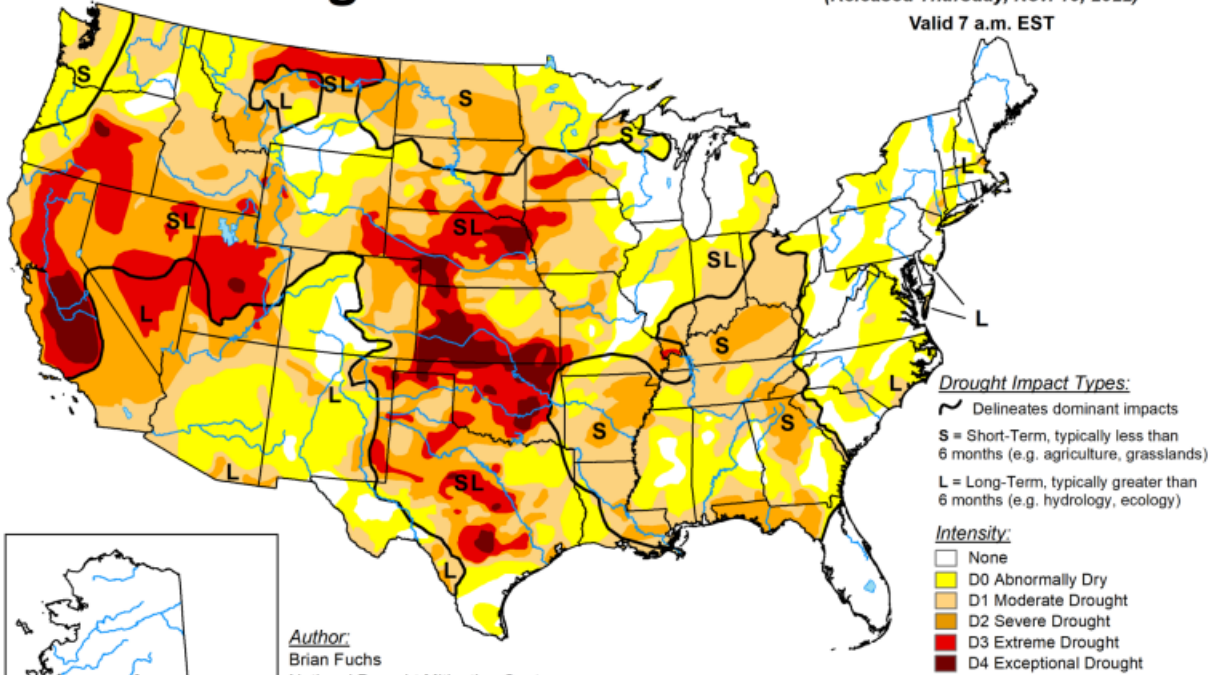 Valid 7 a.m. EST
S
SL
L
S
S
SL
SL
L
L
L
SL
S
L
L
L
S
S
SL
L
L
S
Drought Impact Types:
Delineates dominant impacts
S = Short-Term, typically less than
6 months (e.g. agriculture, grasslands)
L = Long-Term, typically greater than
6 months (e.g. hydrology, ecology)
Intensity:
None
D0 Abnormally Dry
D1 Moderate Drought
D2 Severe Drought
D3 Extreme Drought
D4 Exceptional Drought
Author:
Brian Fuchs